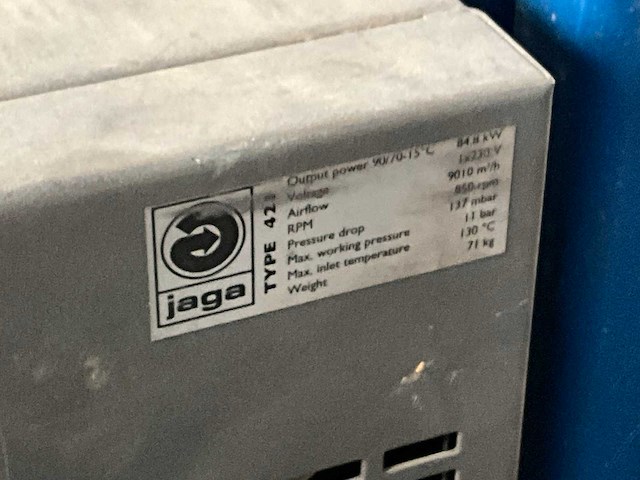 jaga
TYPE 42
Output power 90/70-15°C 84.8 kW
Voltage 1x230 V
Airflow 9010 m³/h
RPM 850 rpm
Pressure drop 137 mbar
Max. working pressure 11 bar
Max. inlet temperature 130 °C
Weight 71 kg